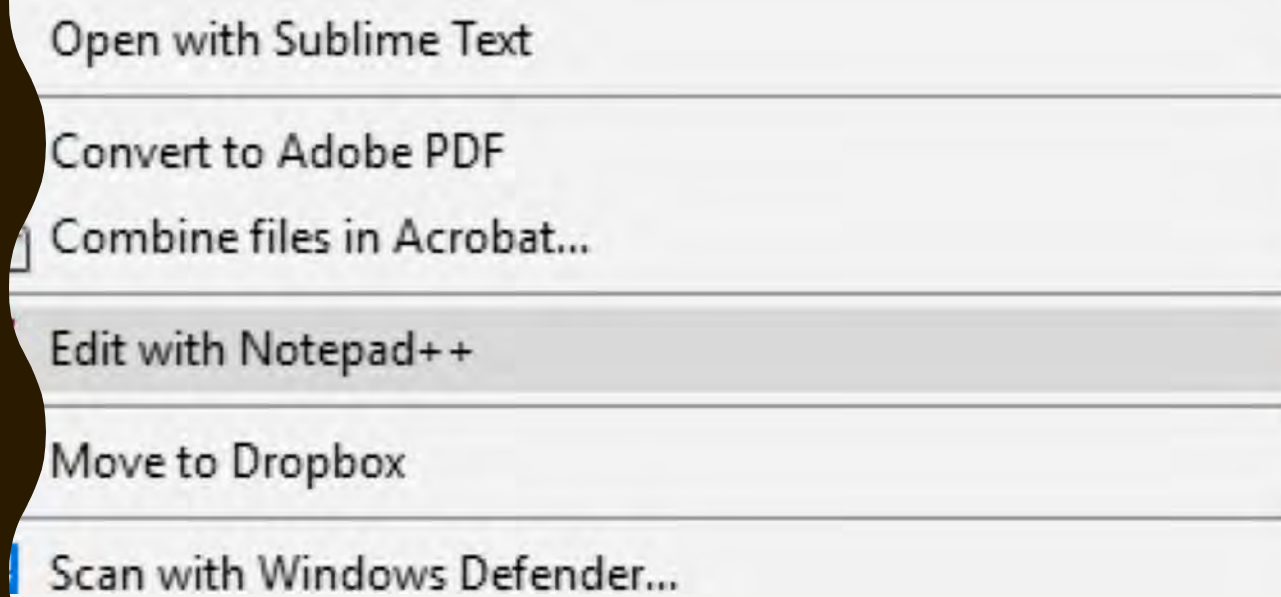 Open with Sublime Text
Convert to Adobe PDF
Combine files in Acrobat...
Edit with Notepad++
Move to Dropbox
Scan with Windows Defender...